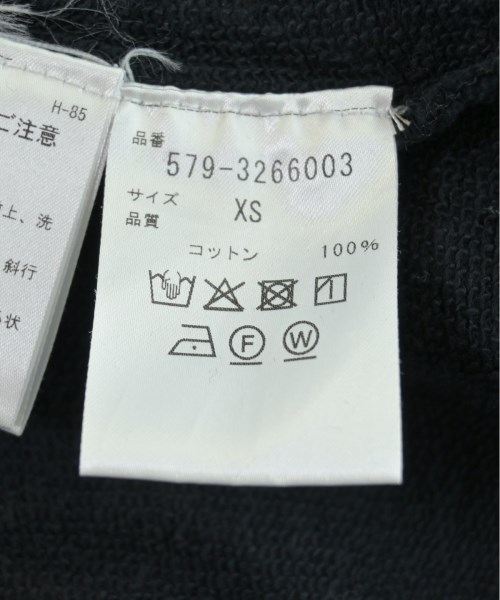 H-85
ご注意
上、洗
斜行
状
品番
579-3266003
サイズ XS
品質
コットン 100%
F W